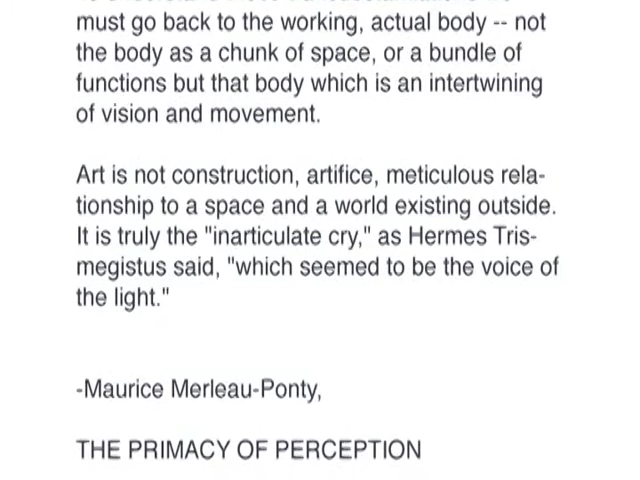 must go back to the working, actual body -- not
the body as a chunk of space, or a bundle of
functions but that body which is an intertwining
of vision and movement.
Art is not construction, artifice, meticulous rela-
tionship to a space and a world existing outside.
It is truly the "inarticulate cry," as Hermes Tris-
megistus said, "which seemed to be the voice of
the light."
-Maurice Merleau-Ponty,
THE PRIMACY OF PERCEPTION